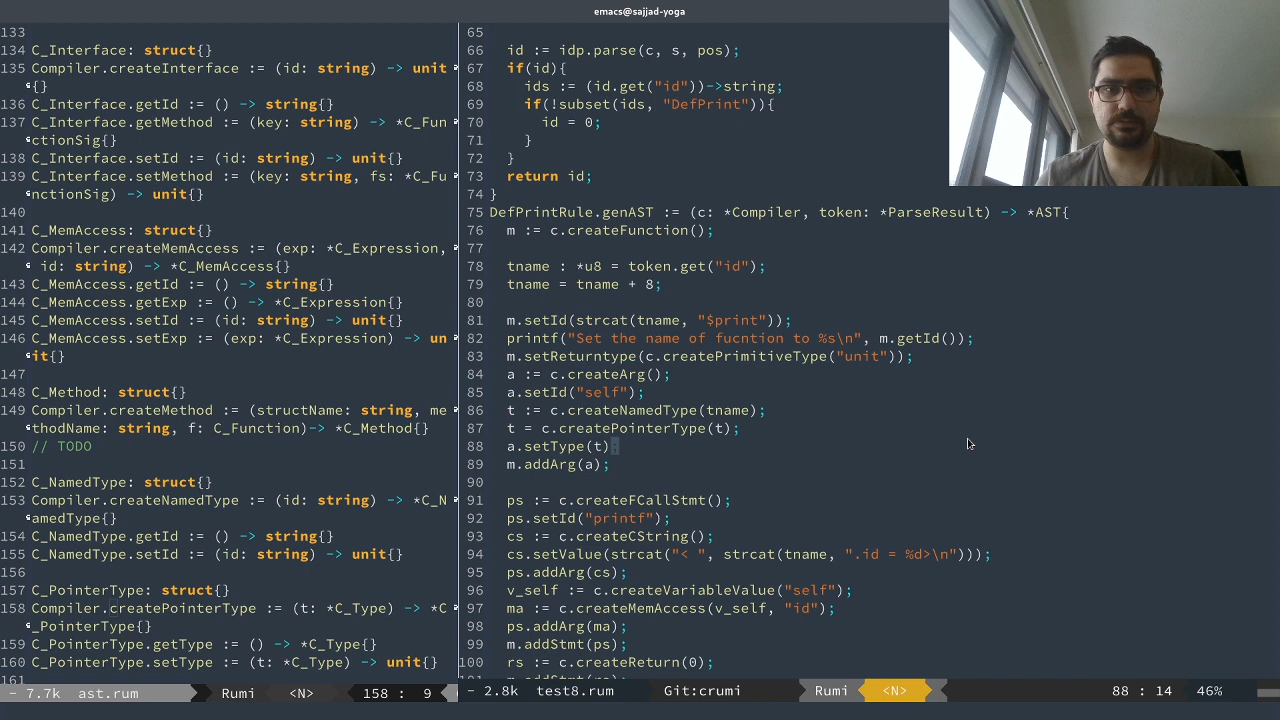 emacs@sajjad-yoga
133
134 C_Interface: struct{}
135 Compiler.createInterface := (id: string) -> unit
{}
136 C_Interface.getId := () -> string{}
137 C_Interface.getMethod := (key: string) -> *C_Fun
ctionSig{}
138 C_Interface.setId := (id: string) -> unit{}
139 C_Interface.setMethod := (key: string, fs: *C_Fu
nctionSig) -> unit{}
140
141 C_MemAccess: struct{}
142 Compiler.createMemAccess := (exp: *C_Expression,
 id: string) -> *C_MemAccess{}
143 C_MemAccess.getId := () -> string{}
144 C_MemAccess.getExp := () -> *C_Expression{}
145 C_MemAccess.setId := (id: string) -> unit{}
146 C_MemAccess.setExp := (exp: *C_Expression) -> un
it{}
147
148 C_Method: struct{}
149 Compiler.createMethod := (structName: string, me
thodName: string, f: C_Function)-> *C_Method{}
150 // TODO
151
152 C_NamedType: struct{}
153 Compiler.createNamedType := (id: string) -> *C_N
amedType{}
154 C_NamedType.getId := () -> string{}
155 C_NamedType.setId := (id: string) -> unit{}
156
157 C_PointerType: struct{}
158 Compiler.createPointerType := (t: *C_Type) -> *C
_PointerType{}
159 C_PointerType.getType := () -> *C_Type{}
160 C_PointerType.setType := (t: *C_Type) -> unit{}
161
- 7.7k ast.rum Rumi <N> 158 : 9
65
66 id := idp.parse(c, s, pos);
67 if(id){
68 ids := (id.get("id"))->string;
69 if(!subset(ids, "DefPrint")){
70 id = 0;
71 }
72 }
73 return id;
74 }
75 DefPrintRule.genAST := (c: *Compiler, token: *ParseResult) -> *AST{
76 m := c.createFunction();
77
78 tname : *u8 = token.get("id");
79 tname = tname + 8;
80
81 m.setId(strcat(tname, "$print"));
82 printf("Set the name of fucntion to %s\n", m.getId());
83 m.setReturntype(c.createPrimitiveType("unit"));
84 a := c.createArg();
85 a.setId("self");
86 t := c.createNamedType(tname);
87 t = c.createPointerType(t);
88 a.setType(t);
89 m.addArg(a);
90
91 ps := c.createFCallStmt();
92 ps.setId("printf");
93 cs := c.createCString();
94 cs.setValue(strcat("< ", strcat(tname, ".id = %d>\n")));
95 ps.addArg(cs);
96 v_self := c.createVariableValue("self");
97 ma := c.createMemAccess(v_self, "id");
98 ps.addArg(ma);
99 m.addStmt(ps);
100 rs := c.createReturn(0);
- 2.8k test8.rum Git:crumi Rumi <N> 88 : 14 46%